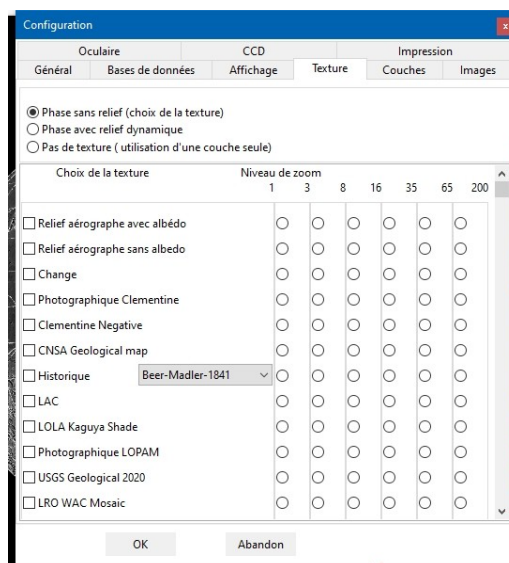 Configuration
x
Oculaire CCD Impression
Général Bases de données Affichage Texture Couches Images
Phase sans relief (choix de la texture)
Phase avec relief dynamique
Pas de texture ( utilisation d'une couche seule)
Choix de la texture Niveau de zoom
1 3 8 16 35 65 200
Relief aérographe avec albédo
Relief aérographe sans albedo
Change
Photographique Clementine
Clementine Negative
CNSA Geological map
Historique Beer-Madler-1841
LAC
LOLA Kaguya Shade
Photographique LOPAM
USGS Geological 2020
LRO WAC Mosaic
OK Abandon